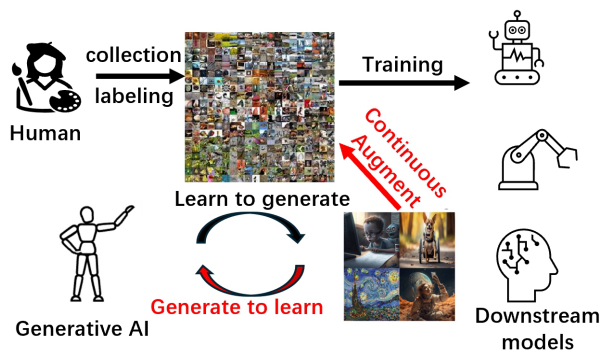 collection
labeling
Human
Training
Continuous
Augment
Learn to generate
Generate to learn
Generative AI
Downstream
models